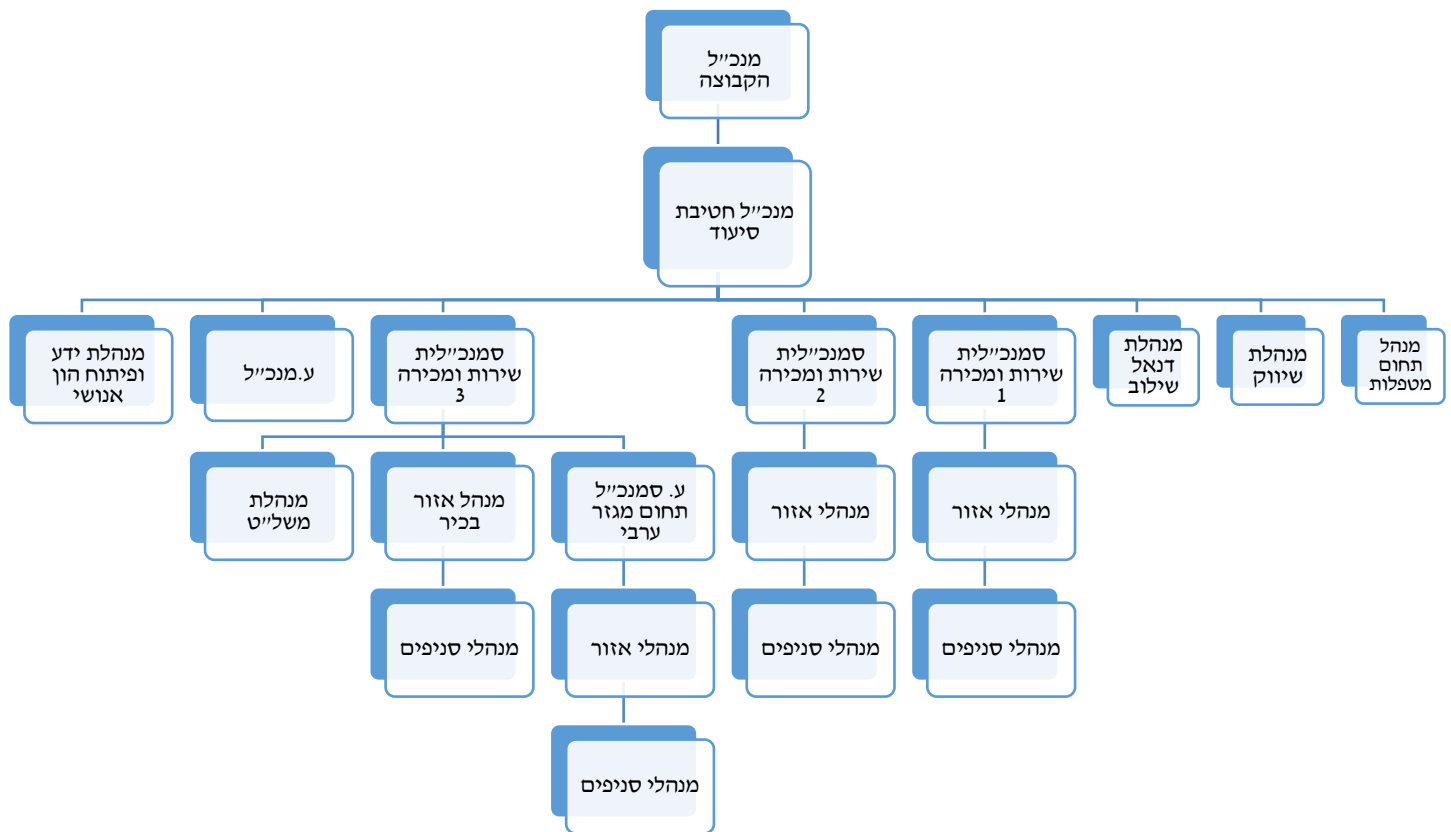 מנכ״ל
הקבוצה
מנכ״ל חטיבת
סיעוד
מנהל
תחום
מטפלות
מנהלת
שיווק
מנהלת
דנאל
שילוב
סמנכ״לית
שירות ומכירה
1
סמנכ״לית
שירות ומכירה
2
סמנכ״לית
שירות ומכירה
3
ע.מנכ״ל
מנהלת ידע
ופיתוח הון
אנושי
מנהלי אזור
מנהלי אזור
ע. סמנכ״ל
תחום מגזר
ערבי
מנהל אזור
בכיר
מנהלת
משל״ט
מנהלי סניפים
מנהלי סניפים
מנהלי אזור
מנהלי סניפים
מנהלי סניפים